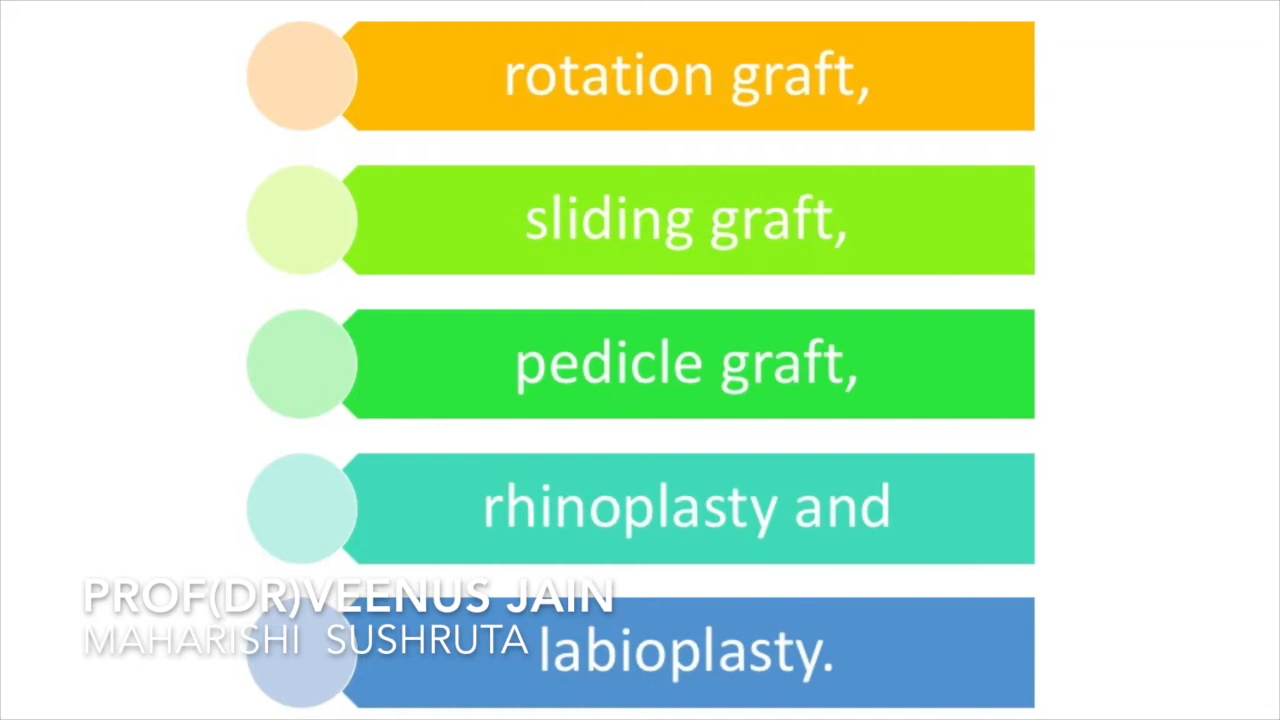 rotation graft,
sliding graft,
pedicle graft,
rhinoplasty and
PROF(DR)VEENUS JAIN
MAHARISHI SUSHRUTA
labioplasty.